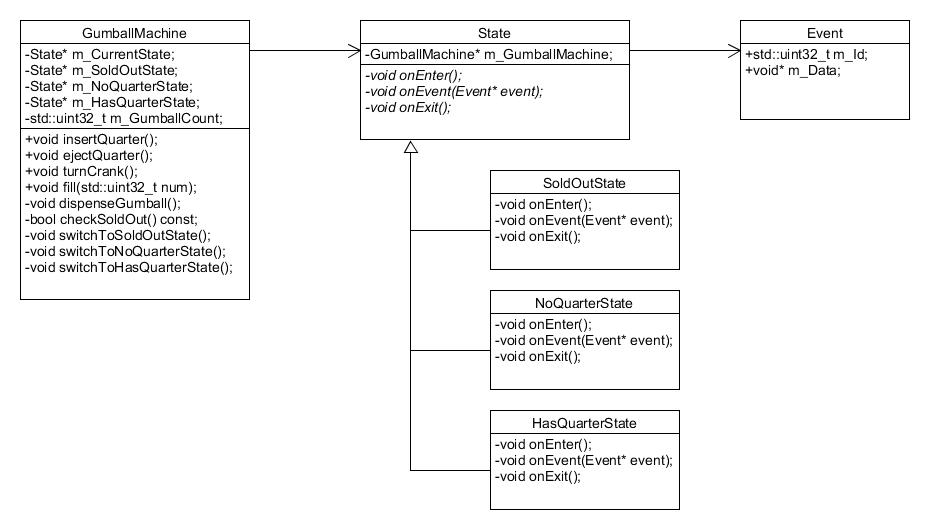 GumballMachine
-State* m_CurrentState;
-State* m_SoldOutState;
-State* m_NoQuarterState;
-State* m_HasQuarterState;
-std::uint32_t m_GumballCount;
+void insertQuarter();
+void ejectQuarter();
+void turnCrank();
+void fill(std::uint32_t num);
-void dispenseGumball();
-bool checkSoldOut() const;
-void switchToSoldOutState();
-void switchToNoQuarterState();
-void switchToHasQuarterState();
State
-GumballMachine* m_GumballMachine;
-void onEnter();
-void onEvent(Event* event);
-void onExit();
Event
+std::uint32_t m_Id;
+void* m_Data;
SoldOutState
-void onEnter();
-void onEvent(Event* event);
-void onExit();
NoQuarterState
-void onEnter();
-void onEvent(Event* event);
-void onExit();
HasQuarterState
-void onEnter();
-void onEvent(Event* event);
-void onExit();